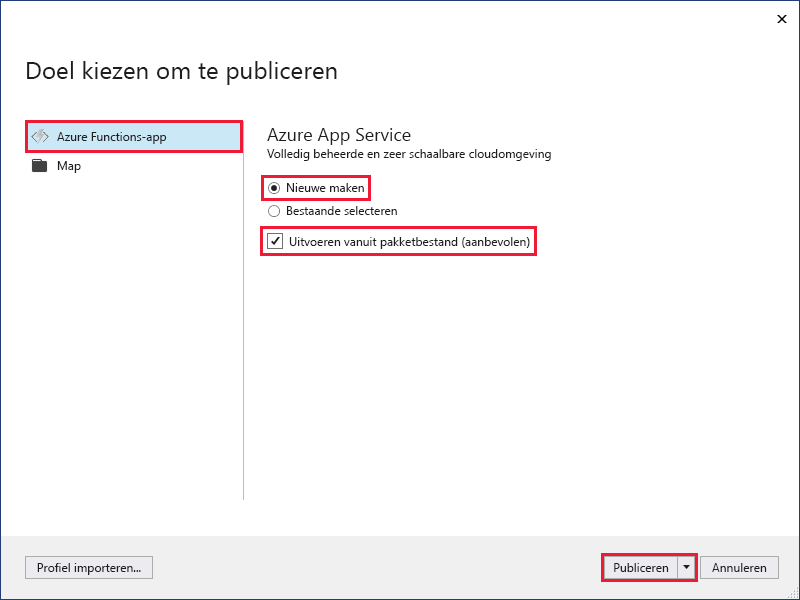 Doel kiezen om te publiceren
Azure Functions-app
Map
Azure App Service
Volledig beheerde en zeer schaalbare cloudomgeving
Nieuwe maken
Bestaande selecteren
Uitvoeren vanuit pakketbestand (aanbevolen)
Profiel importeren...
Publiceren
Annuleren